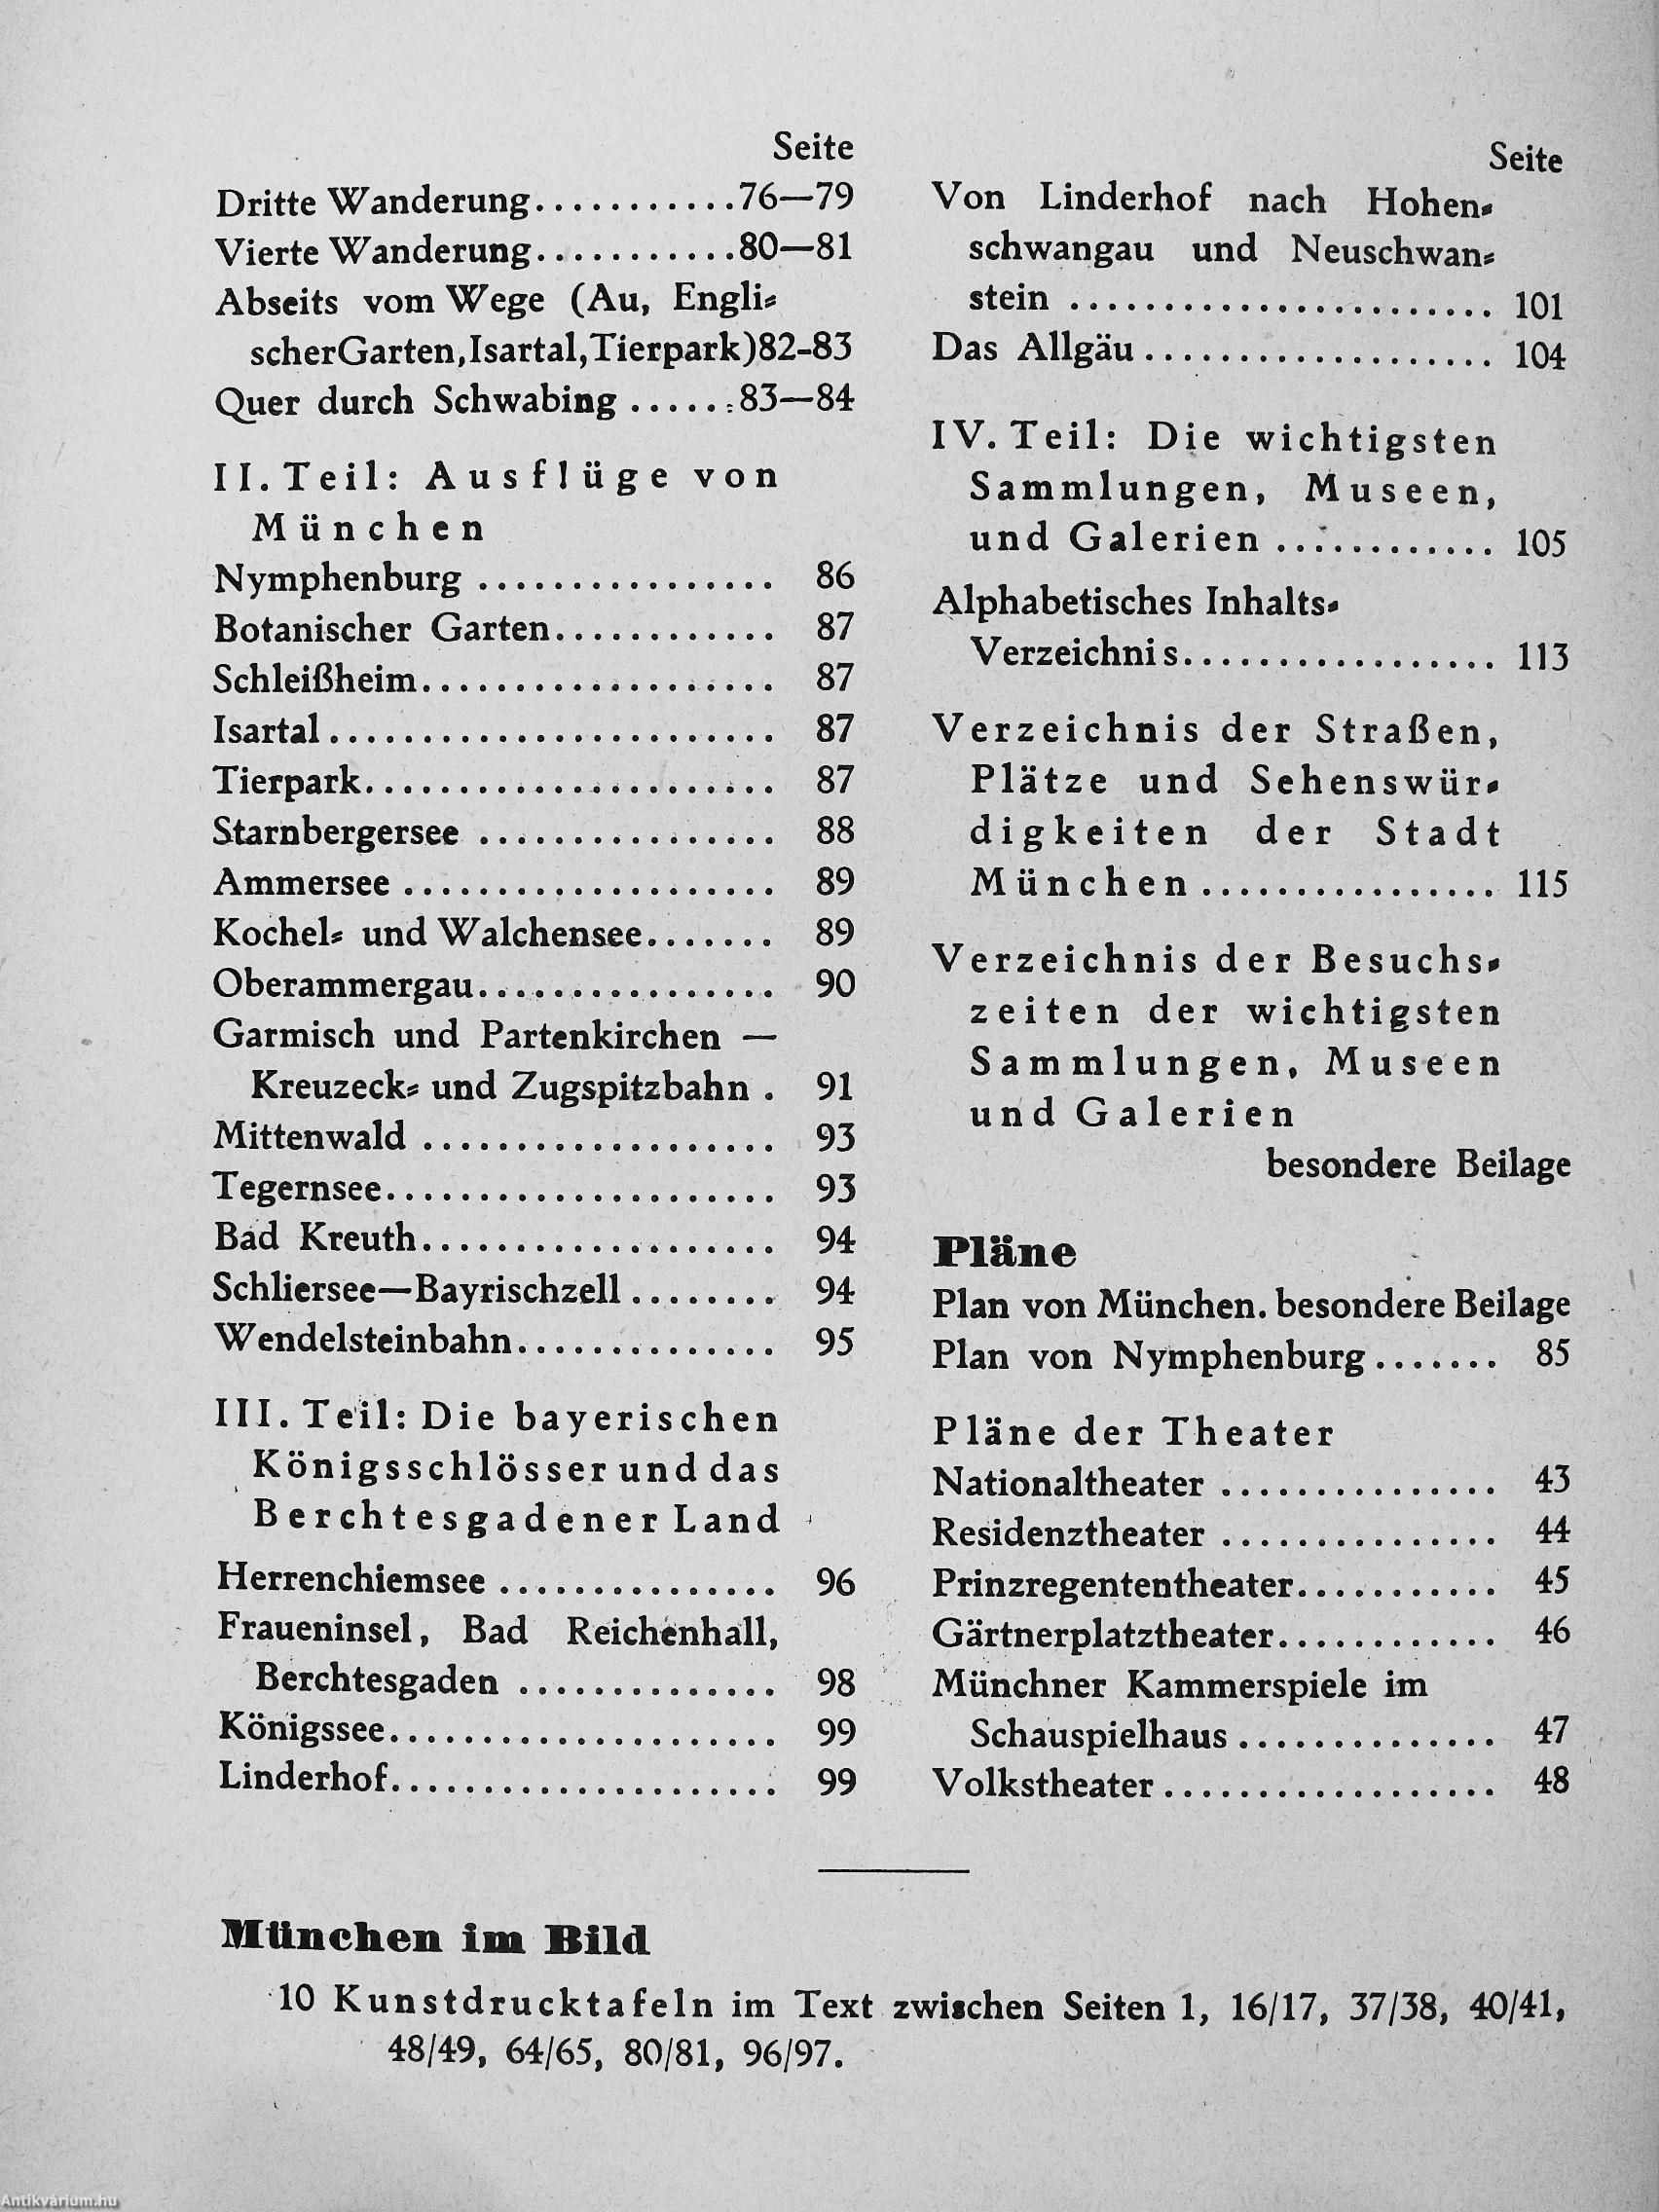 Seite
Dritte Wanderung...........76—79
Vierte Wanderung...........80—81
Abseits vom Wege (Au, Engli-
scherGarten,Isartal,Tierpark)82-83
Quer durch Schwabing ......83—84
II. Teil: Ausflüge von
München
Nymphenburg ................ 86
Botanischer Garten............ 87
Schleißheim................... 87
Isartal........................ 87
Tierpark...................... 87
Starnbergersee ................ 88
Ammersee .................... 89
Kochel- und Walchensee....... 89
Oberammergau................ 90
Garmisch und Partenkirchen —
Kreuzeck- und Zugspitzbahn . 91
Mittenwald ................... 93
Tegernsee..................... 93
Bad Kreuth................... 94
Schliersee—Bayrischzell........ 94
Wendelsteinbahn.............. 95
III. Teil: Die bayerischen
Königsschlösser und das
Berchtesgadener Land
Herrenchiemsee ............... 96
Fraueninsel, Bad Reichenhall,
Berchtesgaden .............. 98
Königssee..................... 99
Linderhof..................... 99
Seite
Von Linderhof nach Hohen-
schwangau und Neuschwan-
stein ....................... 101
Das Allgäu................... 104
IV. Teil: Die wichtigsten
Sammlungen, Museen,
und Galerien ............ 105
Alphabetisches Inhalts-
Verzeichnis................. 113
Verzeichnis der Straßen,
Plätze und Sehenswür-
digkeiten der Stadt
München................ 115
Verzeichnis der Besuchs-
zeiten der wichtigsten
Sammlungen, Museen
und Galerien
besondere Beilage
Pläne
Plan von München. besondere Beilage
Plan von Nymphenburg....... 85
Pläne der Theater
Nationaltheater ............... 43
Residenztheater ............... 44
Prinzregententheater........... 45
Gärtnerplatztheater............ 46
Münchner Kammerspiele im
Schauspielhaus.............. 47
Volkstheater.................. 48
München im Bild
10 Kunstdrucktafeln im Text zwischen Seiten 1, 16/17, 37/38, 40/41,
48/49, 64/65, 80/81, 96/97.
Antikvárium.hu